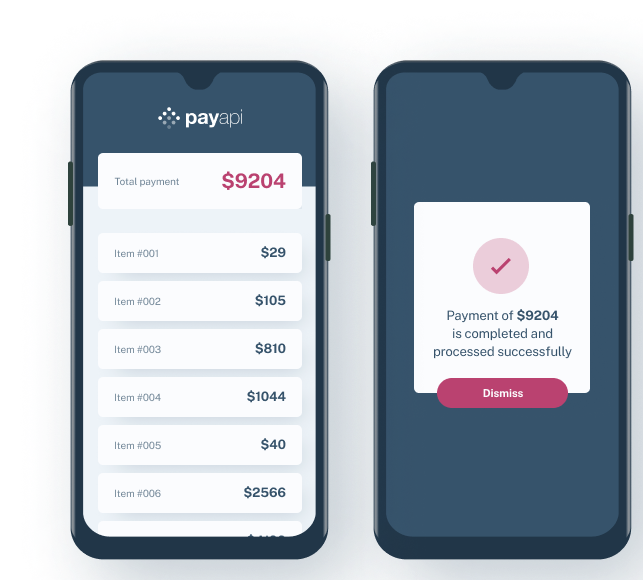 payapi
Total payment $9204
Item #001 $29
Item #002 $105
Item #003 $810
Item #004 $1044
Item #005 $40
Item #006 $2566
Payment of $9204
is completed and
processed successfully
Dismiss